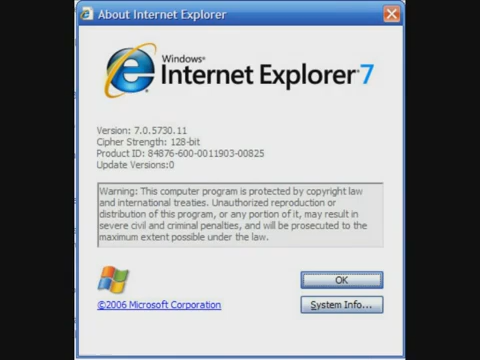 About Internet Explorer
Windows®
Internet Explorer 7
Version: 7.0.5730.11
Cipher Strength: 128-bit
Product ID: 84876-600-0011903-00825
Update Versions:0
Warning: This computer program is protected by copyright law
and international treaties. Unauthorized reproduction or
distribution of this program, or any portion of it, may result in
severe civil and criminal penalties, and will be prosecuted to the
maximum extent possible under the law.
OK
©2006 Microsoft Corporation
System Info...